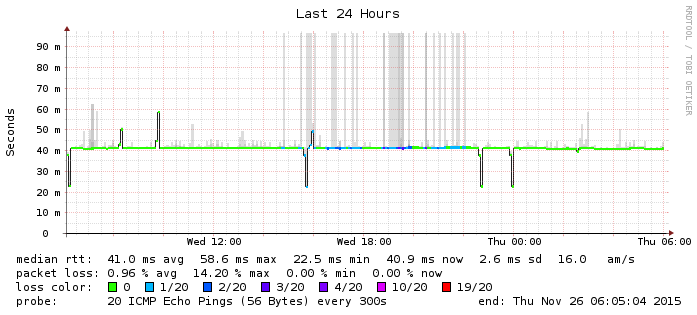 Last 24 Hours
RRDTOOL / TOBI OETIKER
Seconds
90 m
80 m
70 m
60 m
50 m
40 m
30 m
20 m
10 m
0
Wed 12:00 Wed 18:00 Thu 00:00 Thu 06:00
median rtt: 41.0 ms avg 58.6 ms max 22.5 ms min 40.9 ms now 2.6 ms sd 16.0 am/s
packet loss: 0.96 % avg 14.20 % max 0.00 % min 0.00 % now
loss color: 0 1/20 2/20 3/20 4/20 10/20 19/20
probe: 20 ICMP Echo Pings (56 Bytes) every 300s end: Thu Nov 26 06:05:04 2015